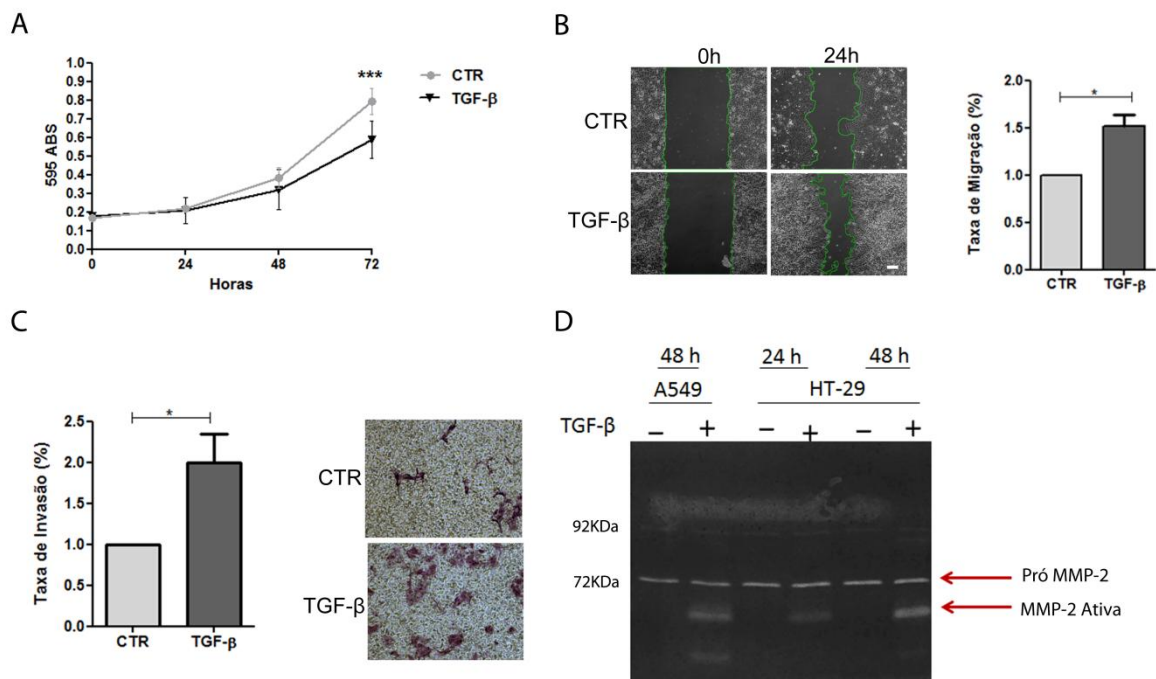 A
1.0
0.9
0.8
0.7
0.6
0.5
0.4
0.3
0.2
0.1
0.0
595 ABS
0 24 48 72
Horas
***
CTR
TGF-β
B
0h 24h
CTR
TGF-β
2.0
1.5
1.0
0.5
0.0
Taxa de Migração (%)
*
CTR TGF-β
C
2.5
2.0
1.5
1.0
0.5
0.0
Taxa de Invasão (%)
*
CTR TGF-β
CTR
TGF-β
D
48 h 24 h 48 h
A549 HT-29
TGF-β − + − + − +
92KDa
72KDa
Pró MMP-2
MMP-2 Ativa